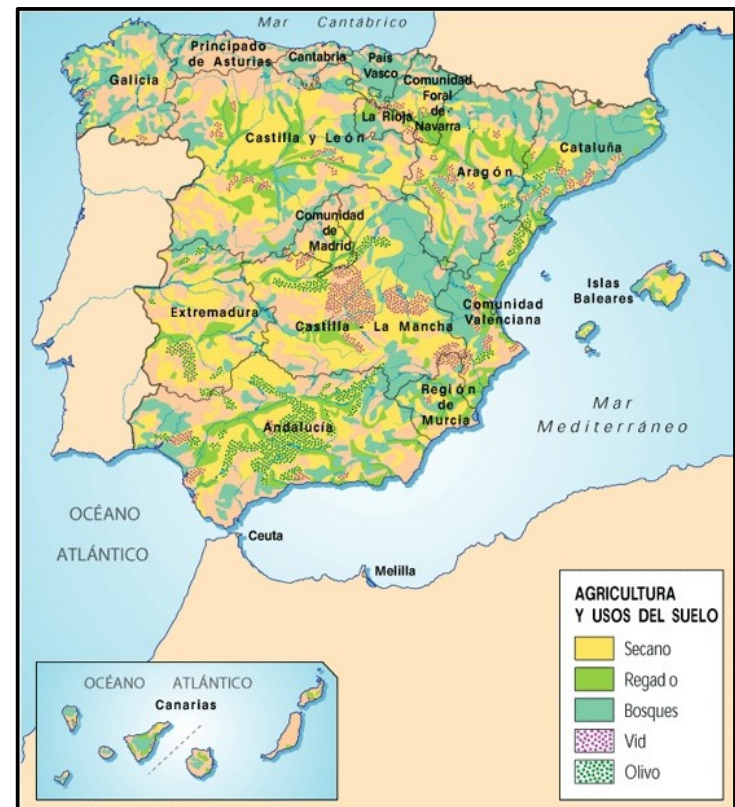 Mar Cantábrico
Galicia
Principado
de Asturias
Cantabria
País
Vasco
Comunidad
Foral
de
Navarra
La Rioja
Castilla y León
Aragón
Cataluña
Comunidad
de
Madrid
Extremadura
Castilla - La Mancha
Comunidad
Valenciana
Islas
Baleares
Región
de
Murcia
Andalucía
Mar
Mediterráneo
OCÉANO
ATLÁNTICO
Ceuta
Melilla
OCÉANO ATLÁNTICO
Canarias
AGRICULTURA
Y USOS DEL SUELO
Secano
Regad o
Bosques
Vid
Olivo